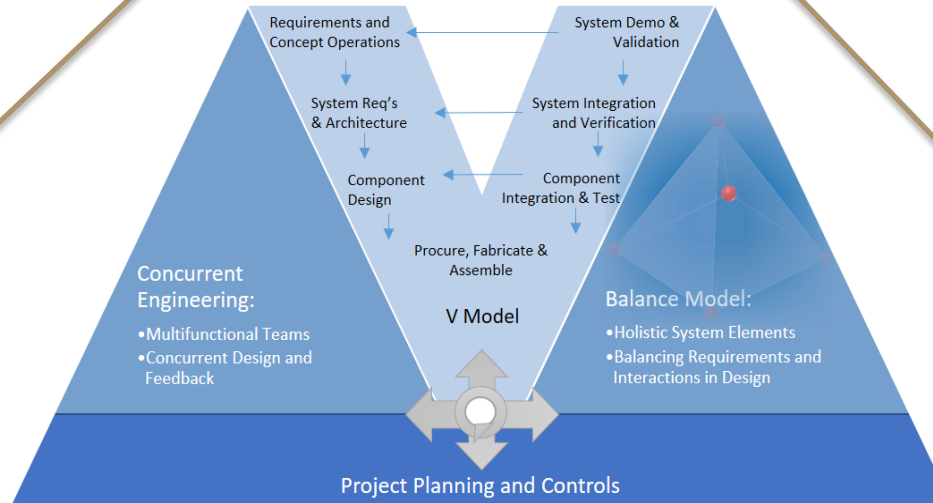 Requirements and
Concept Operations
System Demo &
Validation
System Req's
& Architecture
System Integration
and Verification
Component
Design
Component
Integration & Test
Procure, Fabricate &
Assemble
V Model
Concurrent
Engineering:
•Multifunctional Teams
•Concurrent Design and
Feedback
Balance Model:
•Holistic System Elements
•Balancing Requirements and
Interactions in Design
Project Planning and Controls